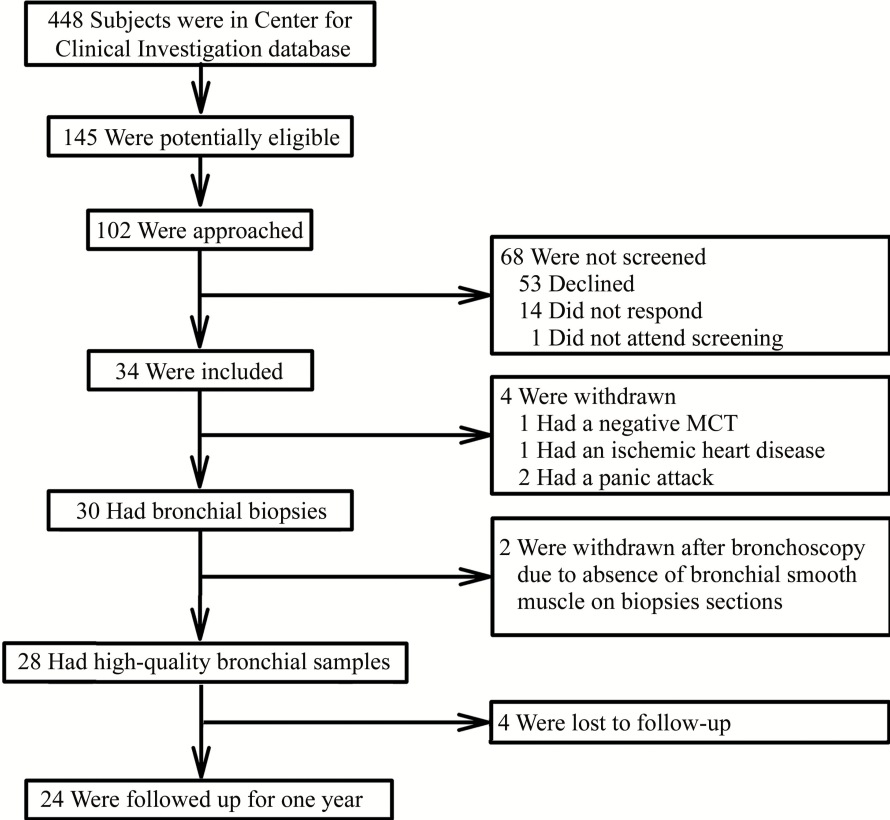 448 Subjects were in Center for
Clinical Investigation database
145 Were potentially eligible
102 Were approached
68 Were not screened
53 Declined
14 Did not respond
1 Did not attend screening
34 Were included
4 Were withdrawn
1 Had a negative MCT
1 Had an ischemic heart disease
2 Had a panic attack
30 Had bronchial biopsies
2 Were withdrawn after bronchoscopy
due to absence of bronchial smooth
muscle on biopsies sections
28 Had high-quality bronchial samples
4 Were lost to follow-up
24 Were followed up for one year